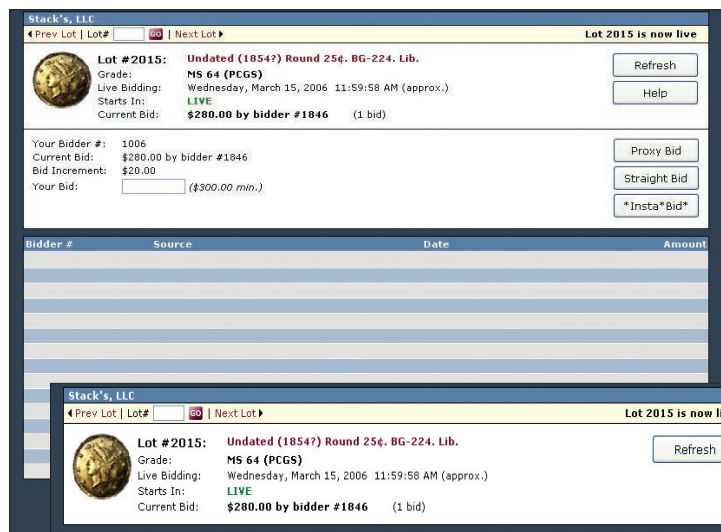 Stack's, LLC
Prev Lot | Lot# GO | Next Lot Lot 2015 is now live
Lot #2015: Undated (1854?) Round 25¢. BG-224. Lib.
Grade: MS 64 (PCGS)
Live Bidding: Wednesday, March 15, 2006 11:59:58 AM (approx.)
Starts In: LIVE
Current Bid: $280.00 by bidder #1846 (1 bid)
Refresh
Help
Your Bidder #: 1006
Current Bid: $280.00 by bidder #1846
Bid Increment: $20.00
Your Bid: ($300.00 min.)
Proxy Bid
Straight Bid
*Insta*Bid*
Bidder # Source Date Amount
Stack's, LLC
Prev Lot | Lot# GO | Next Lot Lot 2015 is now li
Lot #2015: Undated (1854?) Round 25¢. BG-224. Lib.
Grade: MS 64 (PCGS)
Live Bidding: Wednesday, March 15, 2006 11:59:58 AM (approx.)
Starts In: LIVE
Current Bid: $280.00 by bidder #1846 (1 bid)
Refresh